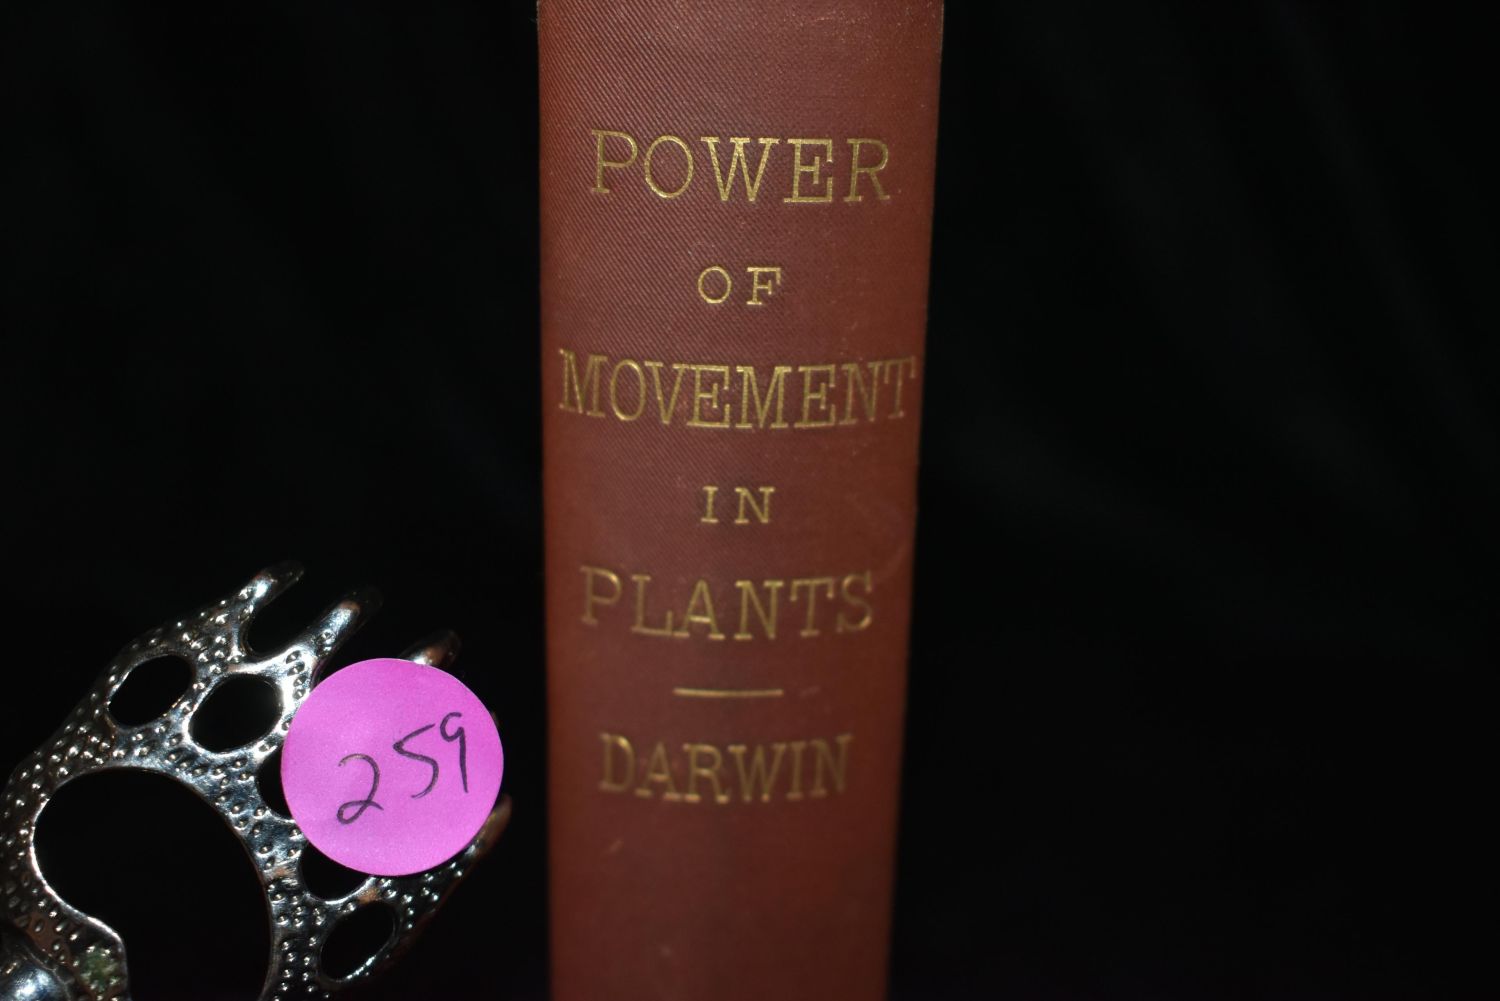 POWER
OF
MOVEMENT
IN
PLANTS
DARWIN
259